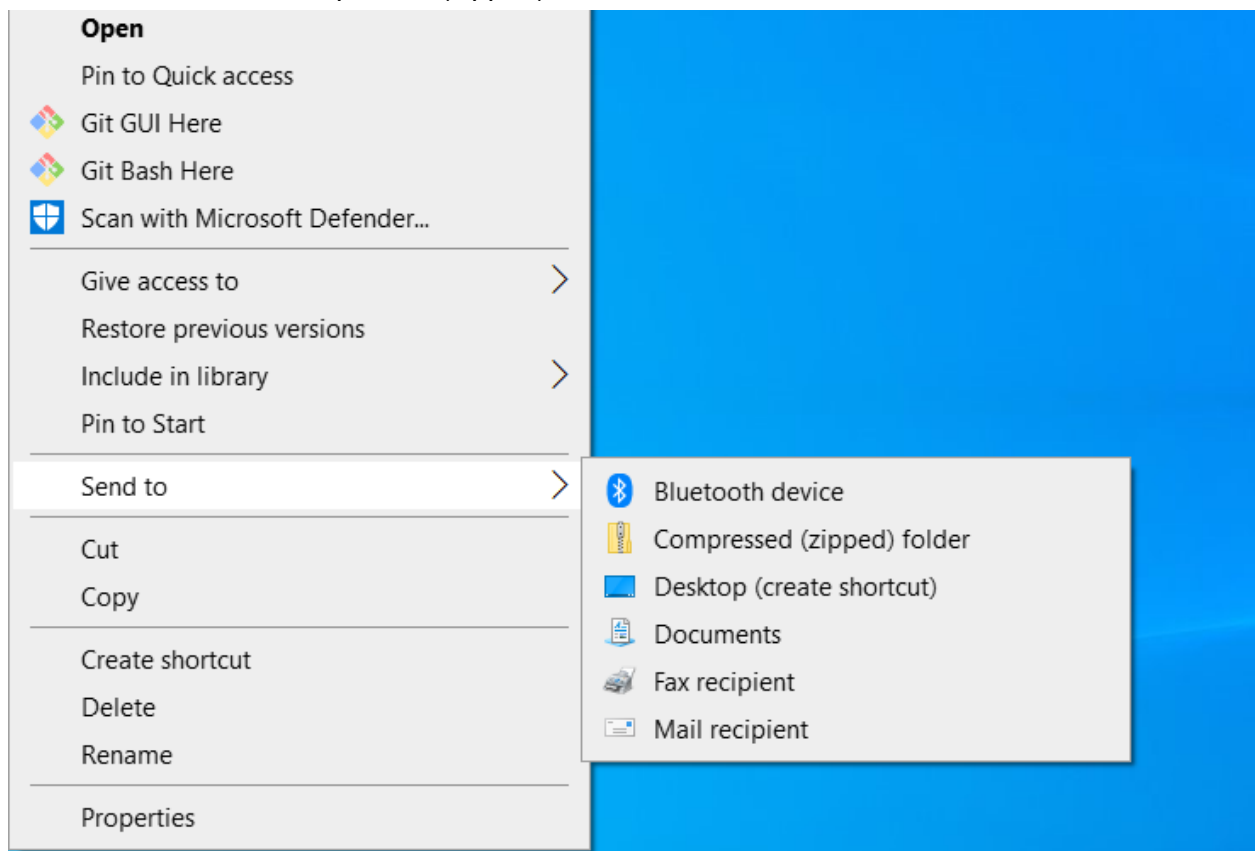 Open
Pin to Quick access
Git GUI Here
Git Bash Here
Scan with Microsoft Defender...
Give access to
Restore previous versions
Include in library
Pin to Start
Send to
Bluetooth device
Compressed (zipped) folder
Desktop (create shortcut)
Documents
Fax recipient
Mail recipient
Cut
Copy
Create shortcut
Delete
Rename
Properties